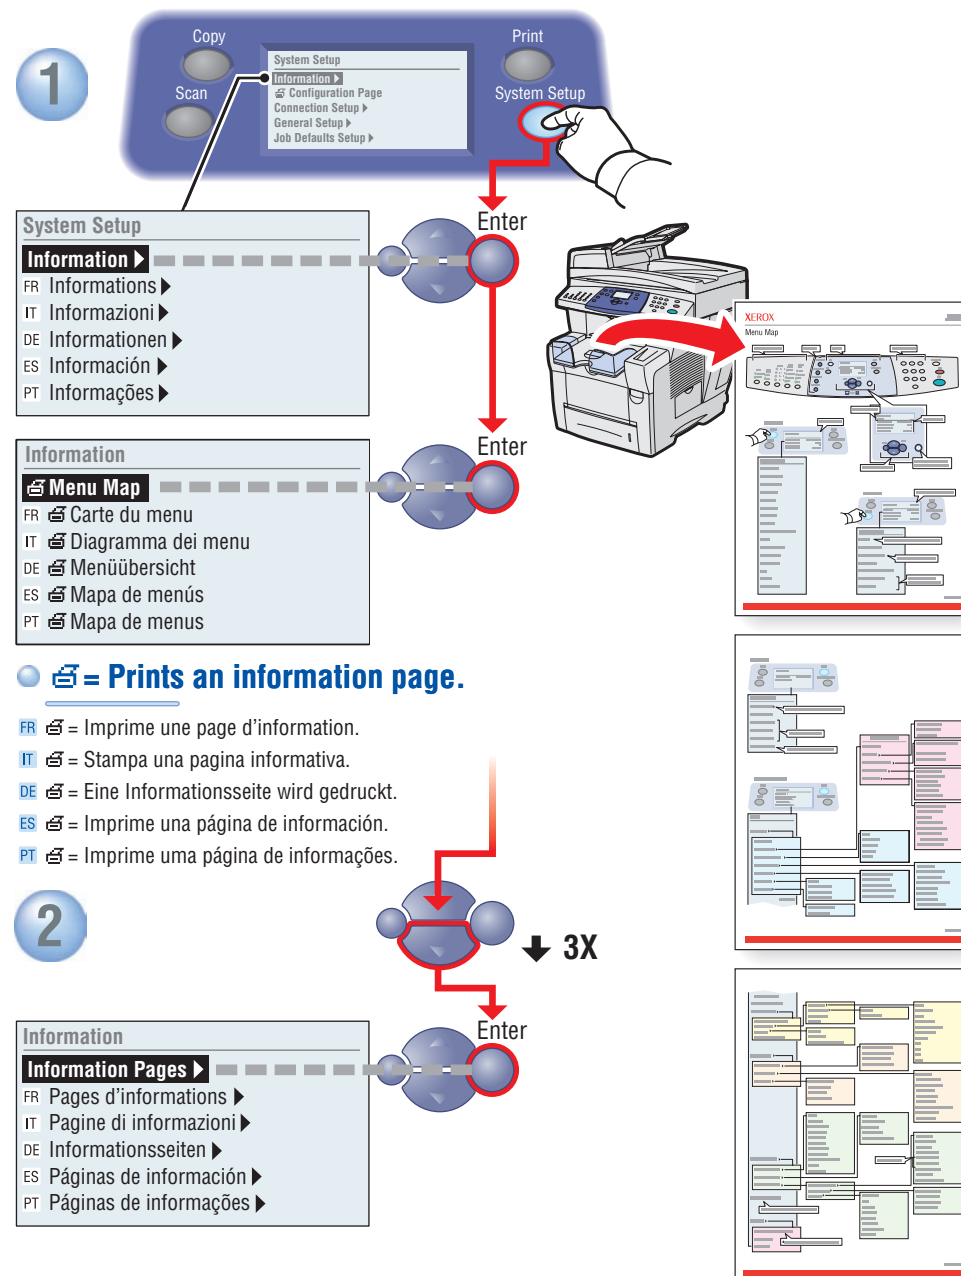 1
Copy
Scan
System Setup
Information
Configuration Page
Connection Setup
General Setup
Job Defaults Setup
Print
System Setup
System Setup
Information
FR Informations
IT Informazioni
DE Informationen
ES Información
PT Informações
Enter
Information
Menu Map
FR Carte du menu
IT Diagramma dei menu
DE Menüübersicht
ES Mapa de menús
PT Mapa de menus
Enter
XEROX
Menu Map
= Prints an information page.
FR = Imprime une page d'information.
IT = Stampa una pagina informativa.
DE = Eine Informationsseite wird gedruckt.
ES = Imprime una página de información.
PT = Imprime uma página de informações.
2
3X
Information
Information Pages
FR Pages d'informations
IT Pagine di informazioni
DE Informationsseiten
ES Páginas de información
PT Páginas de informações
Enter